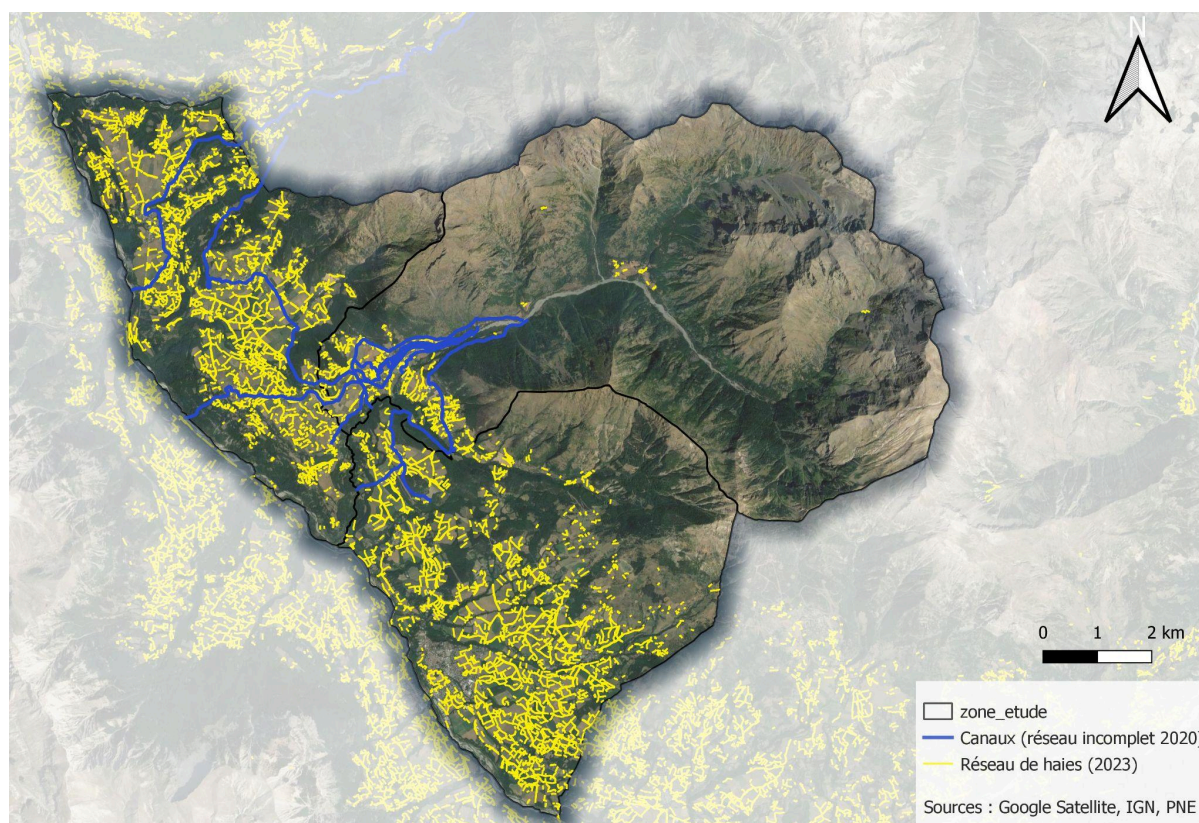 N
0 1 2 km
zone_etude
Canaux (réseau incomplet 2020)
Réseau de haies (2023)
Sources : Google Satellite, IGN, PNE